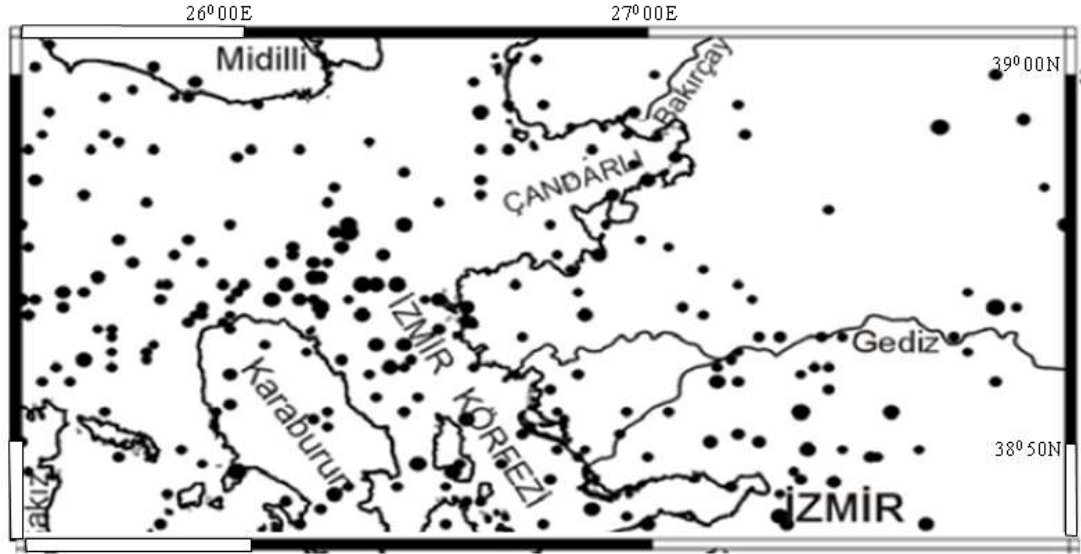 26⁰00E
27⁰00E
Midilli
39⁰00N
Bakırçay
ÇANDARLI
İZMİR
Gediz
Karaburun
KÖRFEZİ
38⁰50N
İZMİR